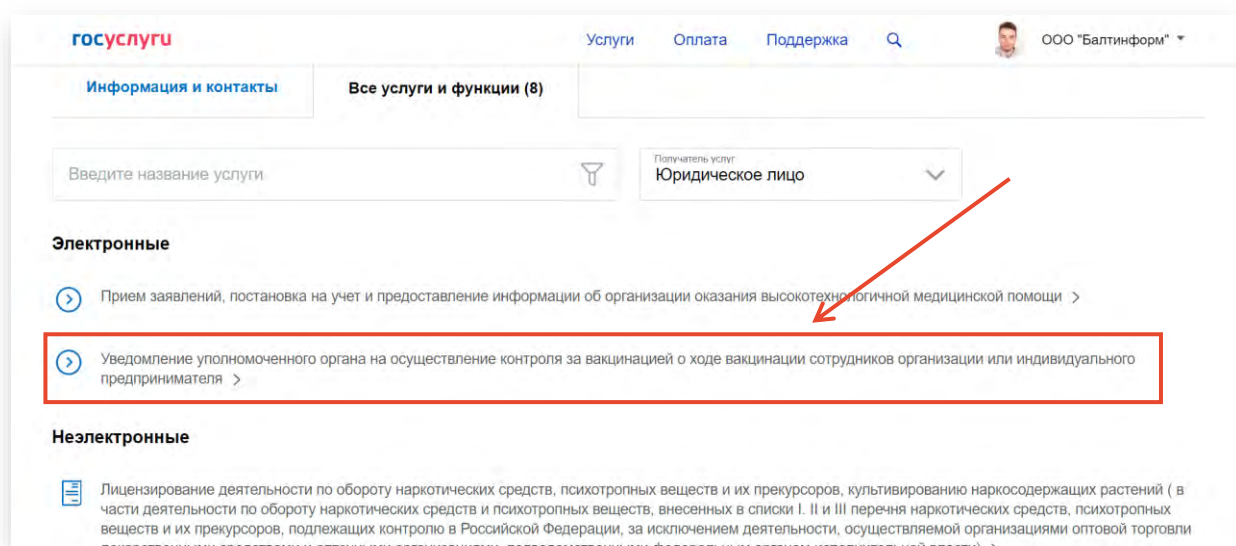 госуслуги
Услуги Оплата Поддержка ООО "Балтинформ"
Информация и контакты Все услуги и функции (8)
Введите название услуги
Получатель услуг
Юридическое лицо
Электронные
Прием заявлений, постановка на учет и предоставление информации об организации оказания высокотехнологичной медицинской помощи >
Уведомление уполномоченного органа на осуществление контроля за вакцинацией о ходе вакцинации сотрудников организации или индивидуального
предпринимателя >
Неэлектронные
Лицензирование деятельности по обороту наркотических средств, психотропных веществ и их прекурсоров, культивированию наркосодержащих растений ( в
части деятельности по обороту наркотических средств и психотропных веществ, внесенных в списки I. II и III перечня наркотических средств, психотропных
веществ и их прекурсоров, подлежащих контролю в Российской Федерации, за исключением деятельности, осуществляемой организациями оптовой торговли